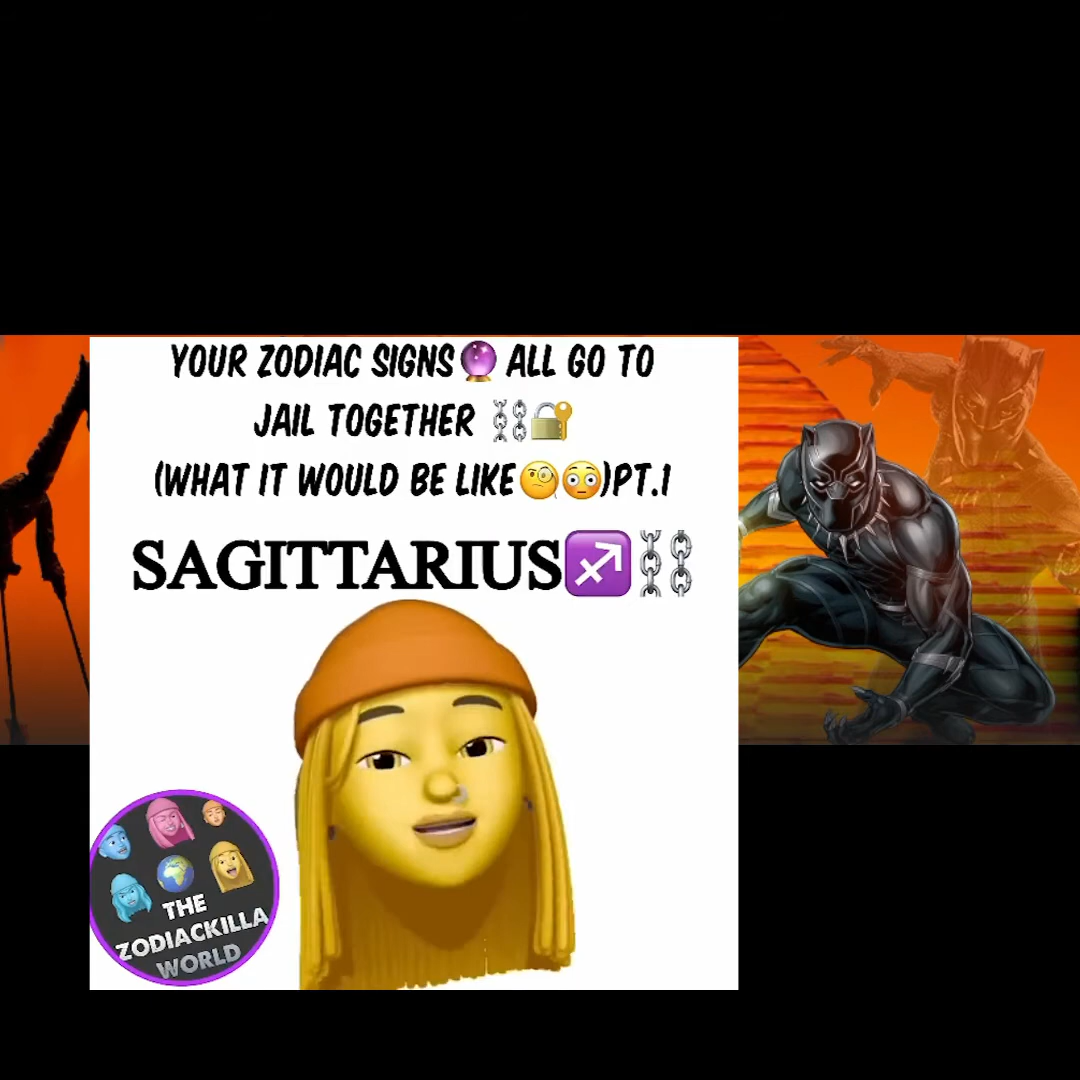 YOUR ZODIAC SIGNS🔮 ALL GO TO
JAIL TOGETHER ⛓🔐
(WHAT IT WOULD BE LIKE🧐😳)PT.1
SAGITTARIUS♐⛓
THE
ZODIACKILLA
WORLD